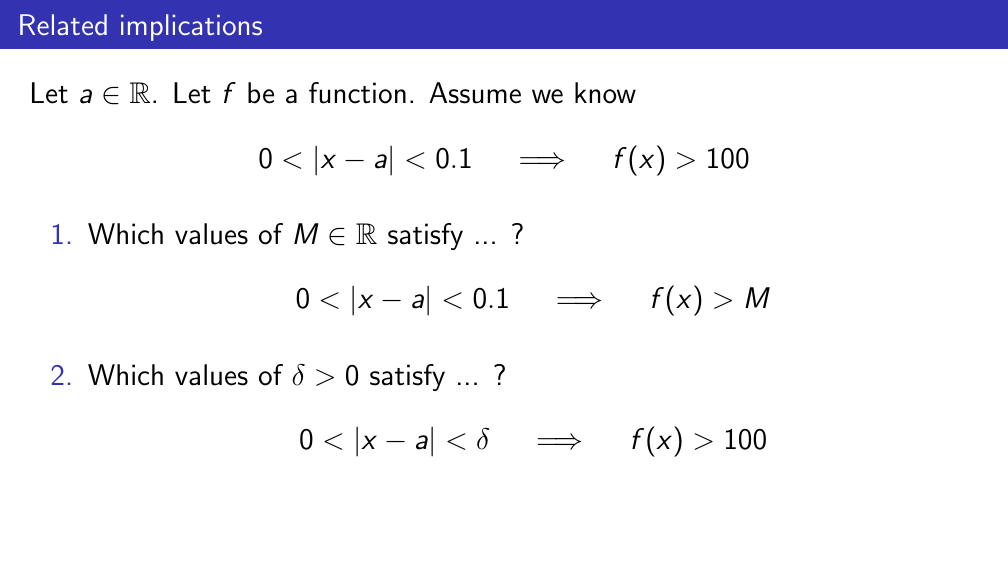 Related implications
Let a ∈ ℝ. Let f be a function. Assume we know
0 < |x − a| < 0.1 ⟹ f(x) > 100
1. Which values of M ∈ ℝ satisfy ... ?
0 < |x − a| < 0.1 ⟹ f(x) > M
2. Which values of δ > 0 satisfy ... ?
0 < |x − a| < δ ⟹ f(x) > 100